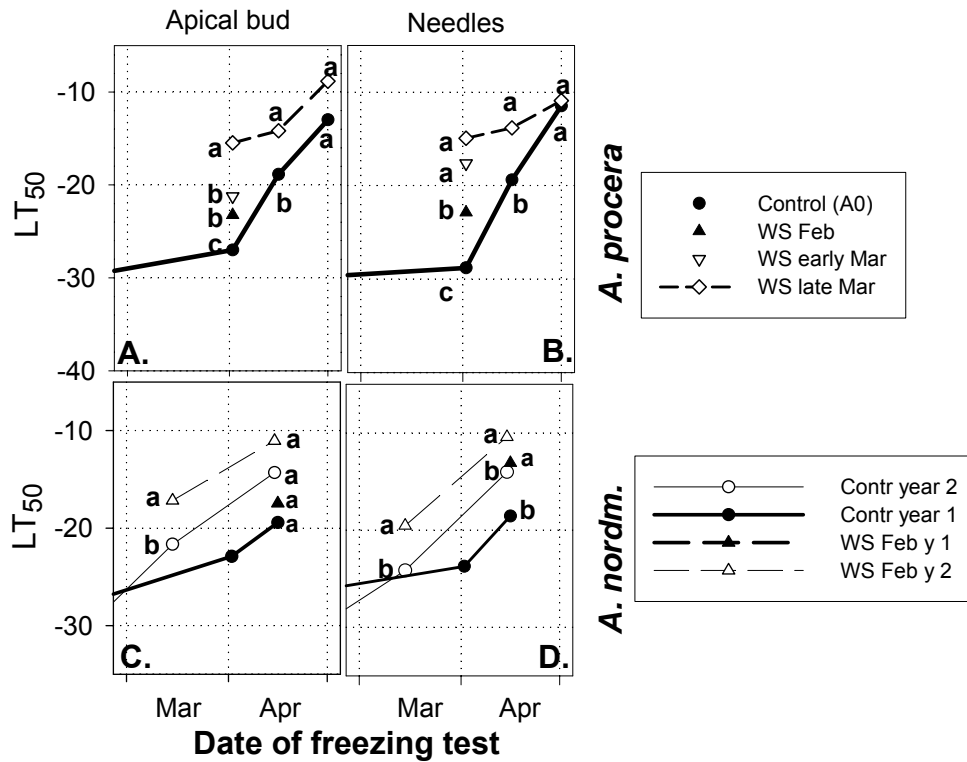 Apical bud
Needles
-10
-20
-30
-40
LT50
a
a
a
a
b
b
b
c
A.
a
a
a
a
a
b
b
c
B.
A. procera
Control (A0)
WS Feb
WS early Mar
WS late Mar
-10
-20
-30
LT50
a
a
a
a
b
a
C.
a
a
b
a
b
b
D.
A. nordm.
Contr year 2
Contr year 1
WS Feb y 1
WS Feb y 2
Mar
Apr
Mar
Apr
Date of freezing test